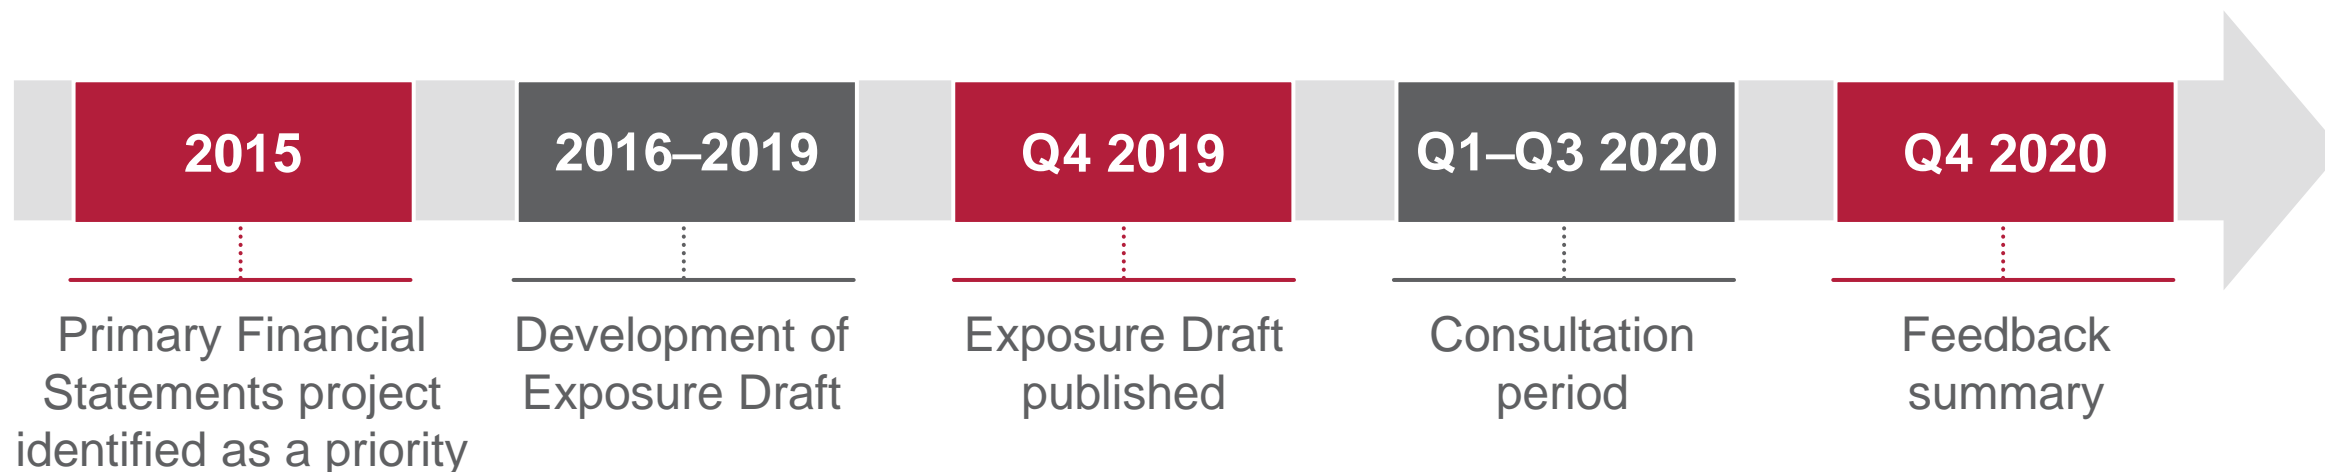 2015
Primary Financial
Statements project
identified as a priority
2016–2019
Development of
Exposure Draft
Q4 2019
Exposure Draft
published
Q1–Q3 2020
Consultation
period
Q4 2020
Feedback
summary